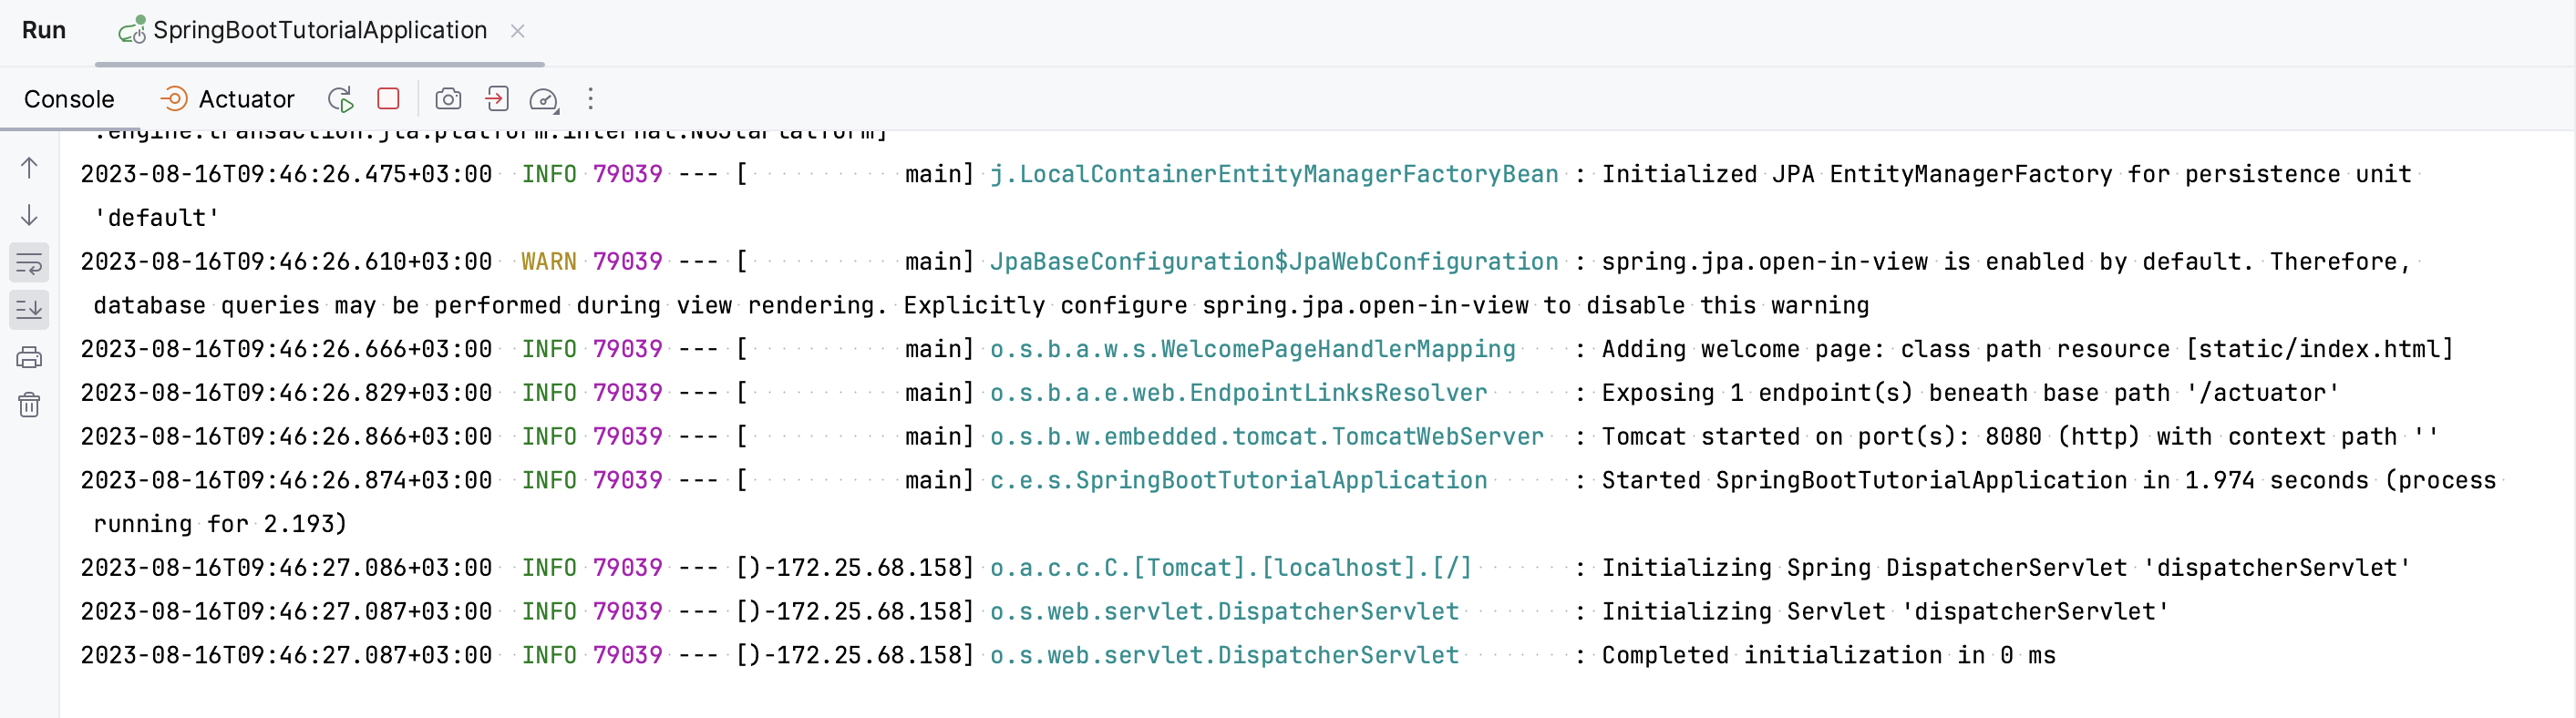 Run SpringBootTutorialApplication
Console Actuator
.engine.transaction.jta.platform.internal.NoJtaPlatform]
2023-08-16T09:46:26.475+03:00 INFO 79039 --- [           main] j.LocalContainerEntityManagerFactoryBean : Initialized JPA EntityManagerFactory for persistence unit
'default'
2023-08-16T09:46:26.610+03:00 WARN 79039 --- [           main] JpaBaseConfiguration$JpaWebConfiguration : spring.jpa.open-in-view is enabled by default. Therefore,
database queries may be performed during view rendering. Explicitly configure spring.jpa.open-in-view to disable this warning
2023-08-16T09:46:26.666+03:00 INFO 79039 --- [           main] o.s.b.a.w.s.WelcomePageHandlerMapping    : Adding welcome page: class path resource [static/index.html]
2023-08-16T09:46:26.829+03:00 INFO 79039 --- [           main] o.s.b.a.e.web.EndpointLinksResolver      : Exposing 1 endpoint(s) beneath base path '/actuator'
2023-08-16T09:46:26.866+03:00 INFO 79039 --- [           main] o.s.b.w.embedded.tomcat.TomcatWebServer  : Tomcat started on port(s): 8080 (http) with context path ''
2023-08-16T09:46:26.874+03:00 INFO 79039 --- [           main] c.e.s.SpringBootTutorialApplication      : Started SpringBootTutorialApplication in 1.974 seconds (process
running for 2.193)
2023-08-16T09:46:27.086+03:00 INFO 79039 --- [)-172.25.68.158] o.a.c.c.C.[Tomcat].[localhost].[/]       : Initializing Spring DispatcherServlet 'dispatcherServlet'
2023-08-16T09:46:27.087+03:00 INFO 79039 --- [)-172.25.68.158] o.s.web.servlet.DispatcherServlet        : Initializing Servlet 'dispatcherServlet'
2023-08-16T09:46:27.087+03:00 INFO 79039 --- [)-172.25.68.158] o.s.web.servlet.DispatcherServlet        : Completed initialization in 0 ms